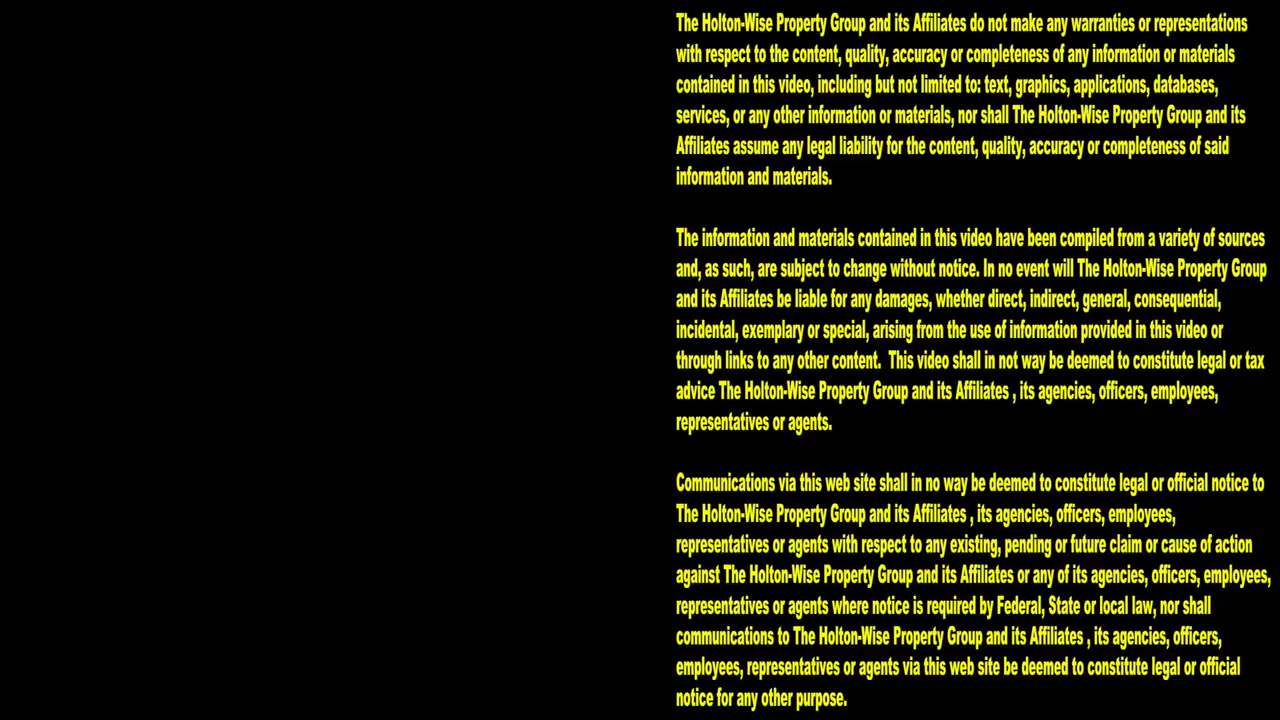 The Holton-Wise Property Group and its Affiliates do not make any warranties or representations
with respect to the content, quality, accuracy or completeness of any information or materials
contained in this video, including but not limited to: text, graphics, applications, databases,
services, or any other information or materials, nor shall The Holton-Wise Property Group and its
Affiliates assume any legal liability for the content, quality, accuracy or completeness of said
information and materials.
The information and materials contained in this video have been compiled from a variety of sources
and, as such, are subject to change without notice. In no event will The Holton-Wise Property Group
and its Affiliates be liable for any damages, whether direct, indirect, general, consequential,
incidental, exemplary or special, arising from the use of information provided in this video or
through links to any other content.  This video shall in not way be deemed to constitute legal or tax
advice The Holton-Wise Property Group and its Affiliates , its agencies, officers, employees,
representatives or agents.
Communications via this web site shall in no way be deemed to constitute legal or official notice to
The Holton-Wise Property Group and its Affiliates , its agencies, officers, employees,
representatives or agents with respect to any existing, pending or future claim or cause of action
against The Holton-Wise Property Group and its Affiliates or any of its agencies, officers, employees,
representatives or agents where notice is required by Federal, State or local law, nor shall
communications to The Holton-Wise Property Group and its Affiliates , its agencies, officers,
employees, representatives or agents via this web site be deemed to constitute legal or official
notice for any other purpose.